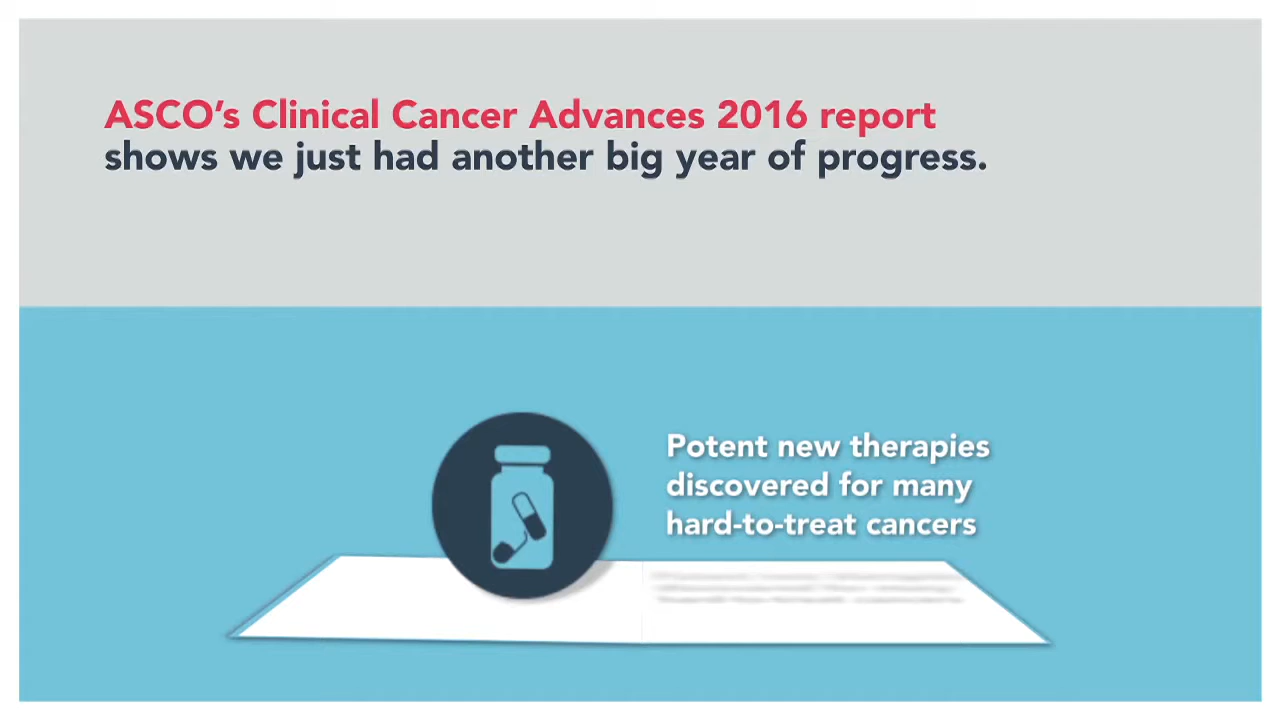 ASCO's Clinical Cancer Advances 2016 report
shows we just had another big year of progress.
Potent new therapies
discovered for many
hard-to-treat cancers